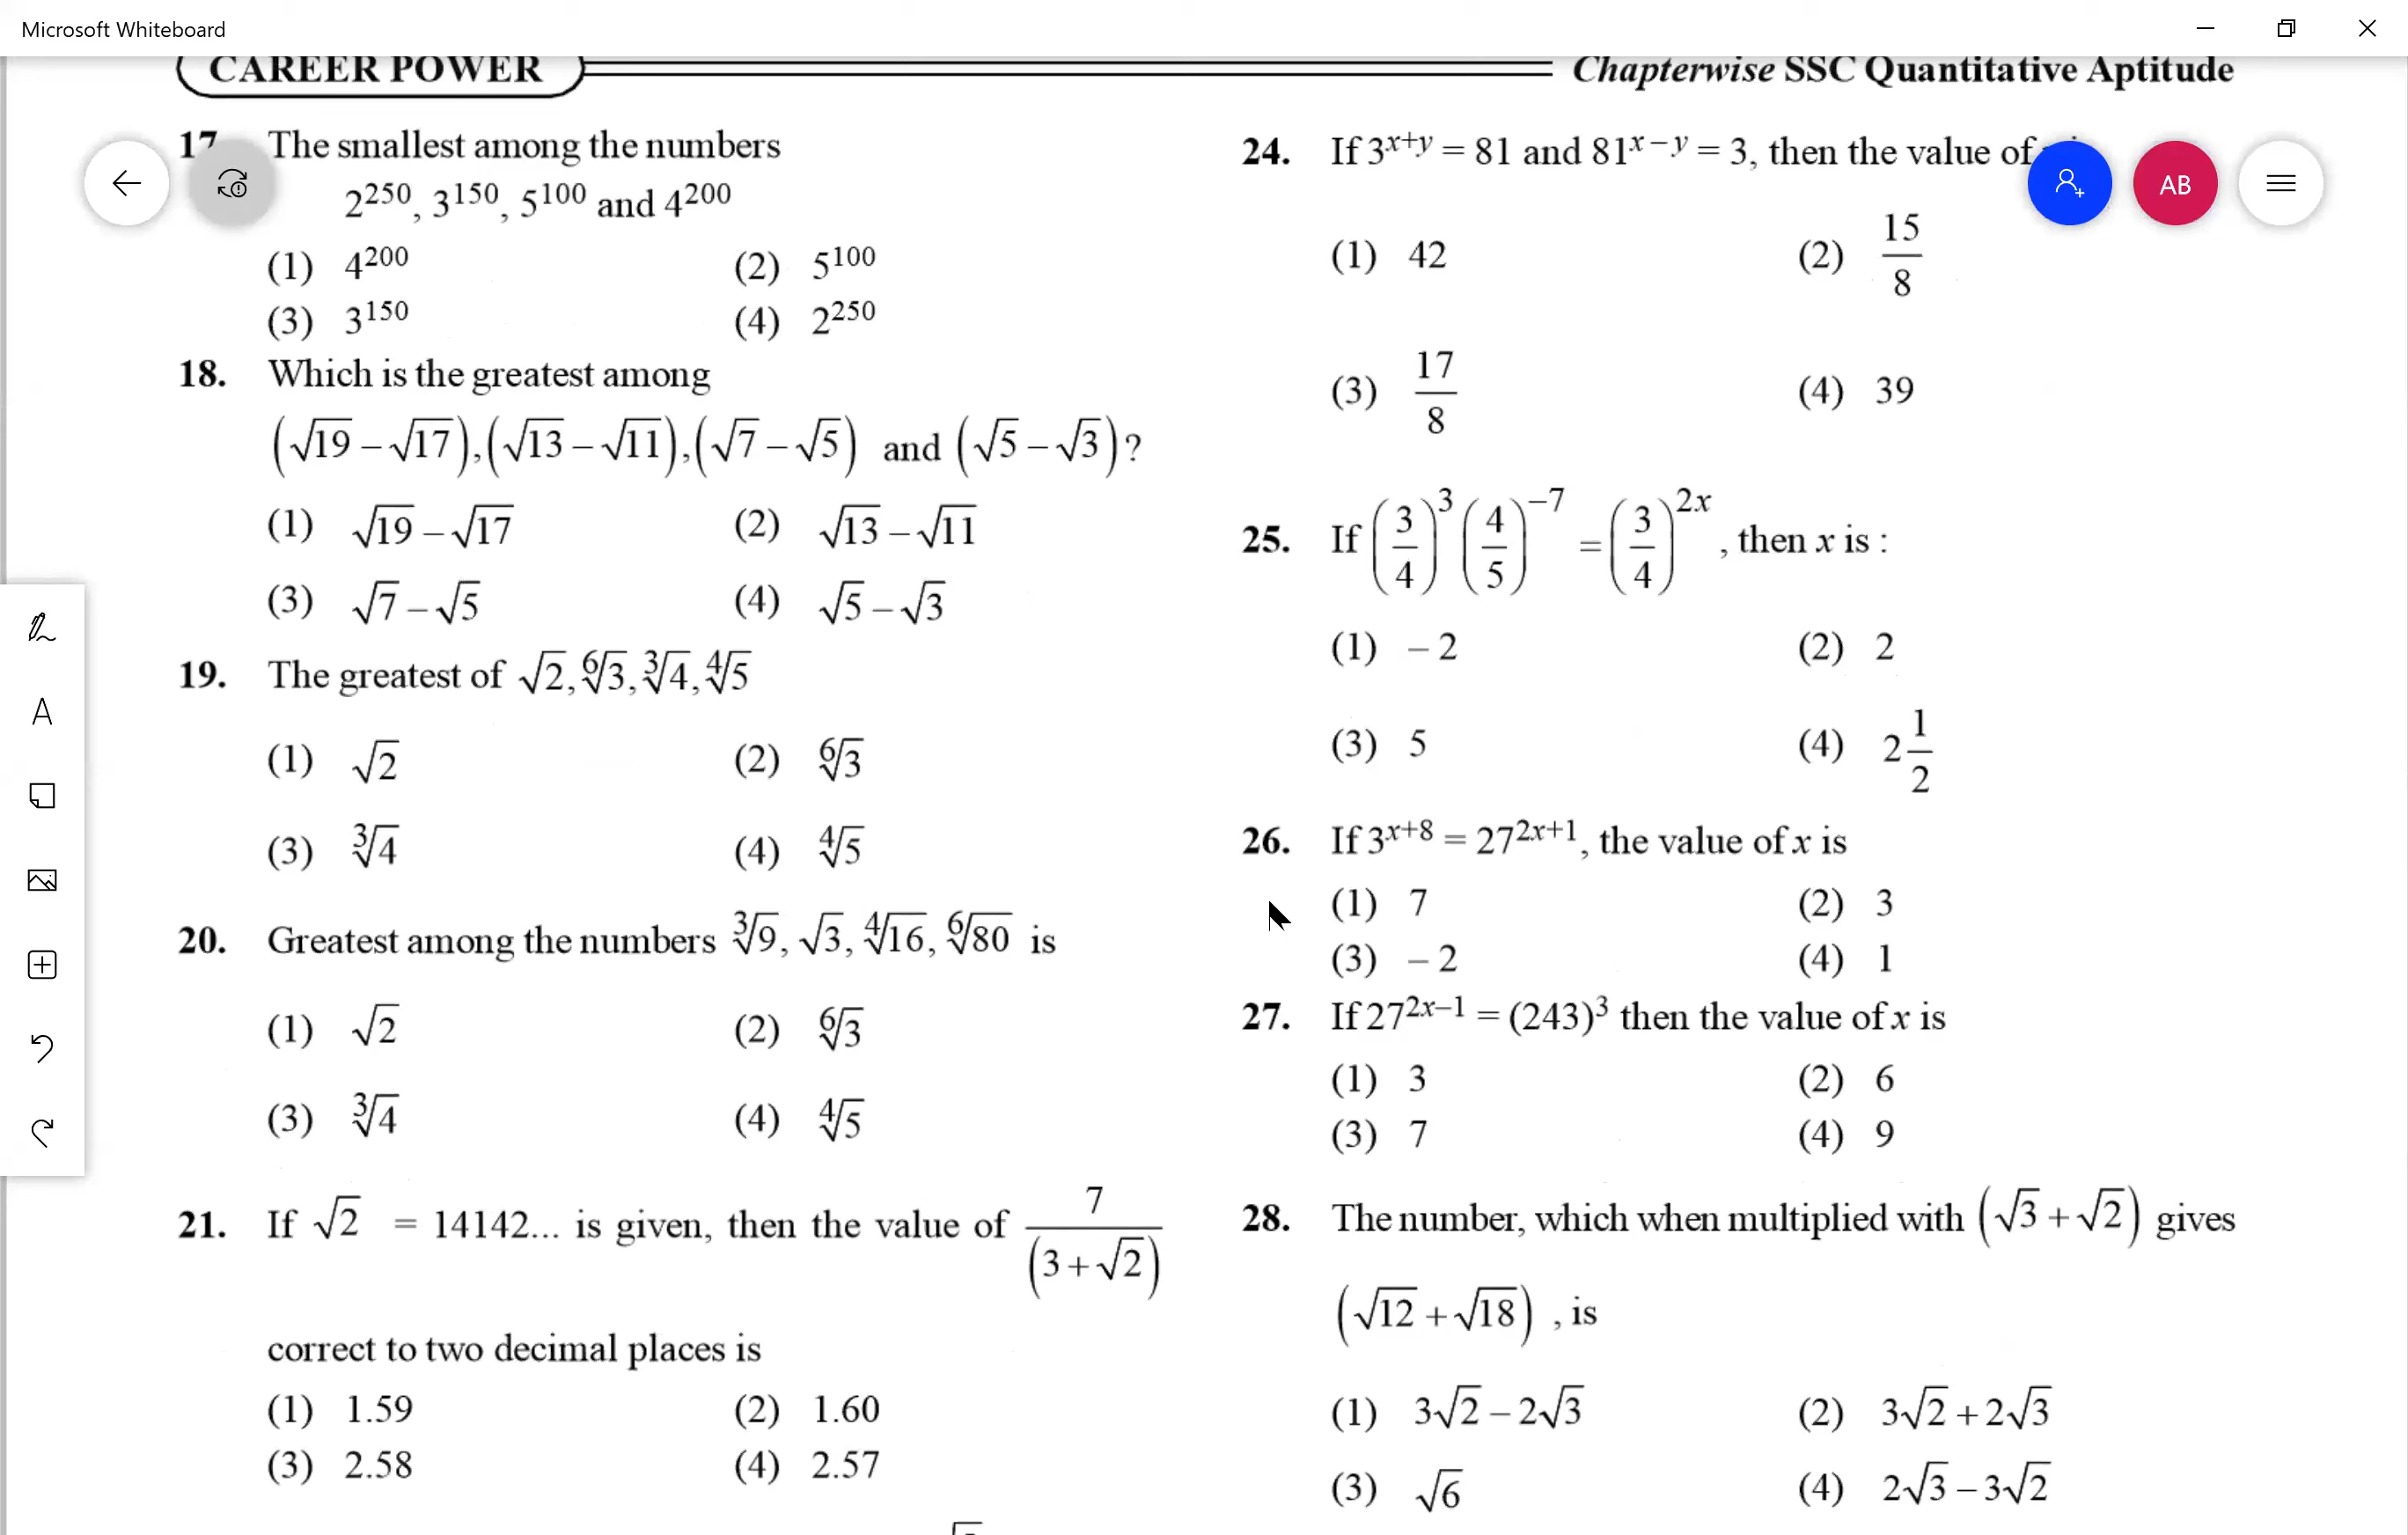 Microsoft Whiteboard
CAREER POWER
Chapterwise SSC Quantitative Aptitude
17
The smallest among the numbers
2^250, 3^150, 5^100 and 4^200
(1) 4^200 (2) 5^100
(3) 3^150 (4) 2^250
18. Which is the greatest among
(√19 – √17), (√13 – √11), (√7 – √5) and (√5 – √3)?
(1) √19 – √17 (2) √13 – √11
(3) √7 – √5 (4) √5 – √3
19. The greatest of √2, ⁶√3, ³√4, ⁴√5
(1) √2 (2) ⁶√3
(3) ³√4 (4) ⁴√5
20. Greatest among the numbers ³√9, √3, ⁴√16, ⁶√80 is
(1) √2 (2) ⁶√3
(3) ³√4 (4) ⁴√5
21. If √2 = 14142... is given, then the value of 7/(3+√2)
correct to two decimal places is
(1) 1.59 (2) 1.60
(3) 2.58 (4) 2.57
24. If 3^(x+y) = 81 and 81^(x–y) = 3, then the value of
AB
(1) 42 (2) 15/8
(3) 17/8 (4) 39
25. If (3/4)^3 (4/5)^–7 = (3/4)^2x, then x is :
(1) – 2 (2) 2
(3) 5 (4) 2 1/2
26. If 3^(x+8) = 27^(2x+1), the value of x is
(1) 7 (2) 3
(3) – 2 (4) 1
27. If 27^(2x–1) = (243)^3 then the value of x is
(1) 3 (2) 6
(3) 7 (4) 9
28. The number, which when multiplied with (√3 + √2) gives
(√12 + √18) , is
(1) 3√2 – 2√3 (2) 3√2 + 2√3
(3) √6 (4) 2√3 – 3√2